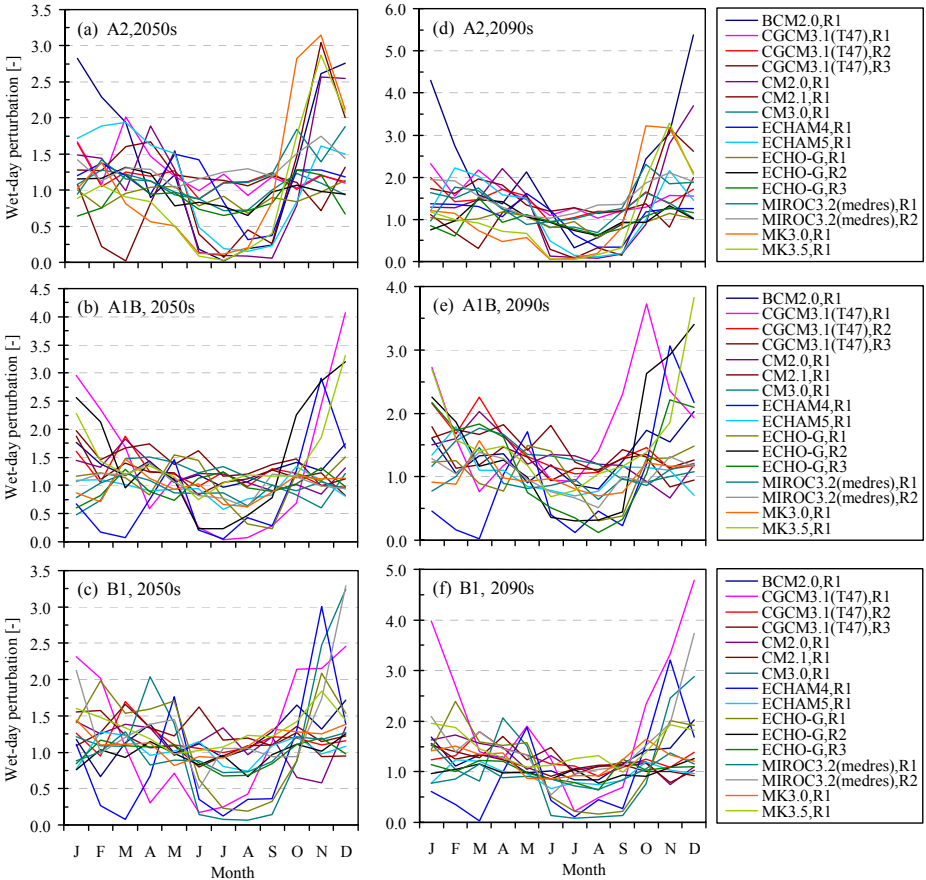 (a) A2,2050s
Wet-day perturbation [-]
3.5
3.0
2.5
2.0
1.5
1.0
0.5
0.0
(d) A2,2090s
6.0
5.0
4.0
3.0
2.0
1.0
0.0
BCM2.0,R1
CGCM3.1(T47),R1
CGCM3.1(T47),R2
CGCM3.1(T47),R3
CM2.0,R1
CM2.1,R1
CM3.0,R1
ECHAM4,R1
ECHAM5,R1
ECHO-G,R1
ECHO-G,R2
ECHO-G,R3
MIROC3.2(medres),R1
MIROC3.2(medres),R2
MK3.0,R1
MK3.5,R1
(b) A1B, 2050s
Wet-day perturbation [-]
4.5
4.0
3.5
3.0
2.5
2.0
1.5
1.0
0.5
0.0
(e) A1B, 2090s
4.0
3.0
2.0
1.0
0.0
BCM2.0,R1
CGCM3.1(T47),R1
CGCM3.1(T47),R2
CGCM3.1(T47),R3
CM2.0,R1
CM2.1,R1
CM3.0,R1
ECHAM4,R1
ECHAM5,R1
ECHO-G,R1
ECHO-G,R2
ECHO-G,R3
MIROC3.2(medres),R1
MIROC3.2(medres),R2
MK3.0,R1
MK3.5,R1
(c) B1, 2050s
Wet-day perturbation [-]
3.5
3.0
2.5
2.0
1.5
1.0
0.5
0.0
J F M A M J J A S O N D
Month
(f) B1, 2090s
5.0
4.0
3.0
2.0
1.0
0.0
J F M A M J J A S O N D
Month
BCM2.0,R1
CGCM3.1(T47),R1
CGCM3.1(T47),R2
CGCM3.1(T47),R3
CM2.0,R1
CM2.1,R1
CM3.0,R1
ECHAM4,R1
ECHAM5,R1
ECHO-G,R1
ECHO-G,R2
ECHO-G,R3
MIROC3.2(medres),R1
MIROC3.2(medres),R2
MK3.0,R1
MK3.5,R1